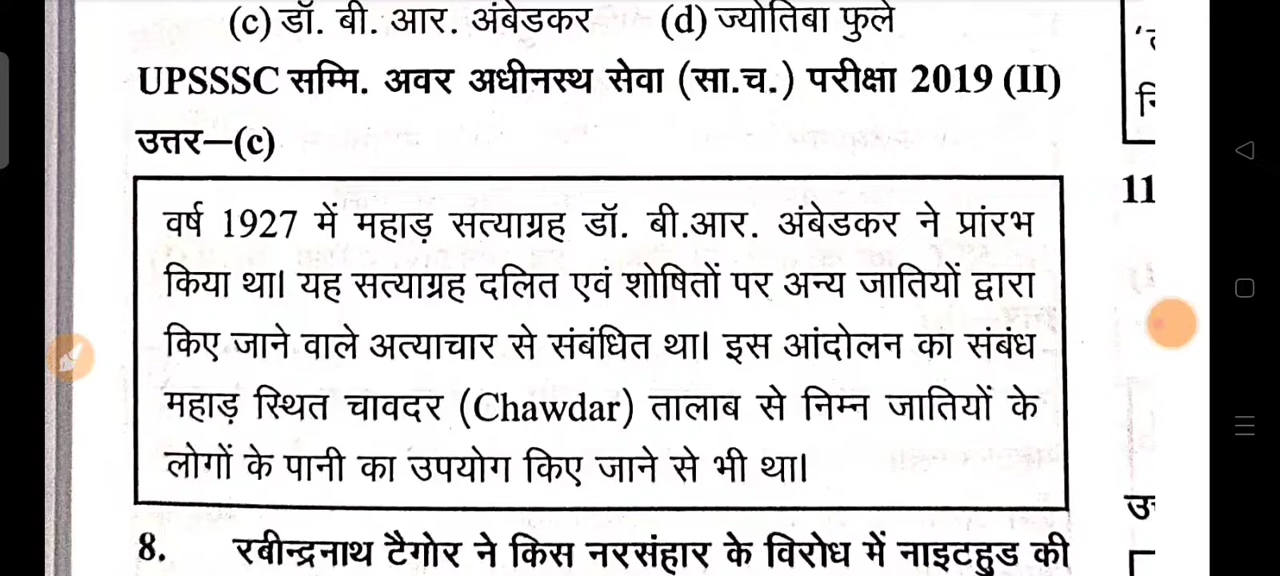 (c) डॉ. बी. आर. अंबेडकर (d) ज्योतिबा फुले
UPSSSC सम्मि. अवर अधीनस्थ सेवा (सा.च.) परीक्षा 2019 (II)
उत्तर–(c)
वर्ष 1927 में महाड़ सत्याग्रह डॉ. बी.आर. अंबेडकर ने प्रांरभ
किया था। यह सत्याग्रह दलित एवं शोषितों पर अन्य जातियों द्वारा
किए जाने वाले अत्याचार से संबंधित था। इस आंदोलन का संबंध
महाड़ स्थित चावदर (Chawdar) तालाब से निम्न जातियों के
लोगों के पानी का उपयोग किए जाने से भी था।
8. रबीन्द्रनाथ टैगोर ने किस नरसंहार के विरोध में नाइटहुड की
11